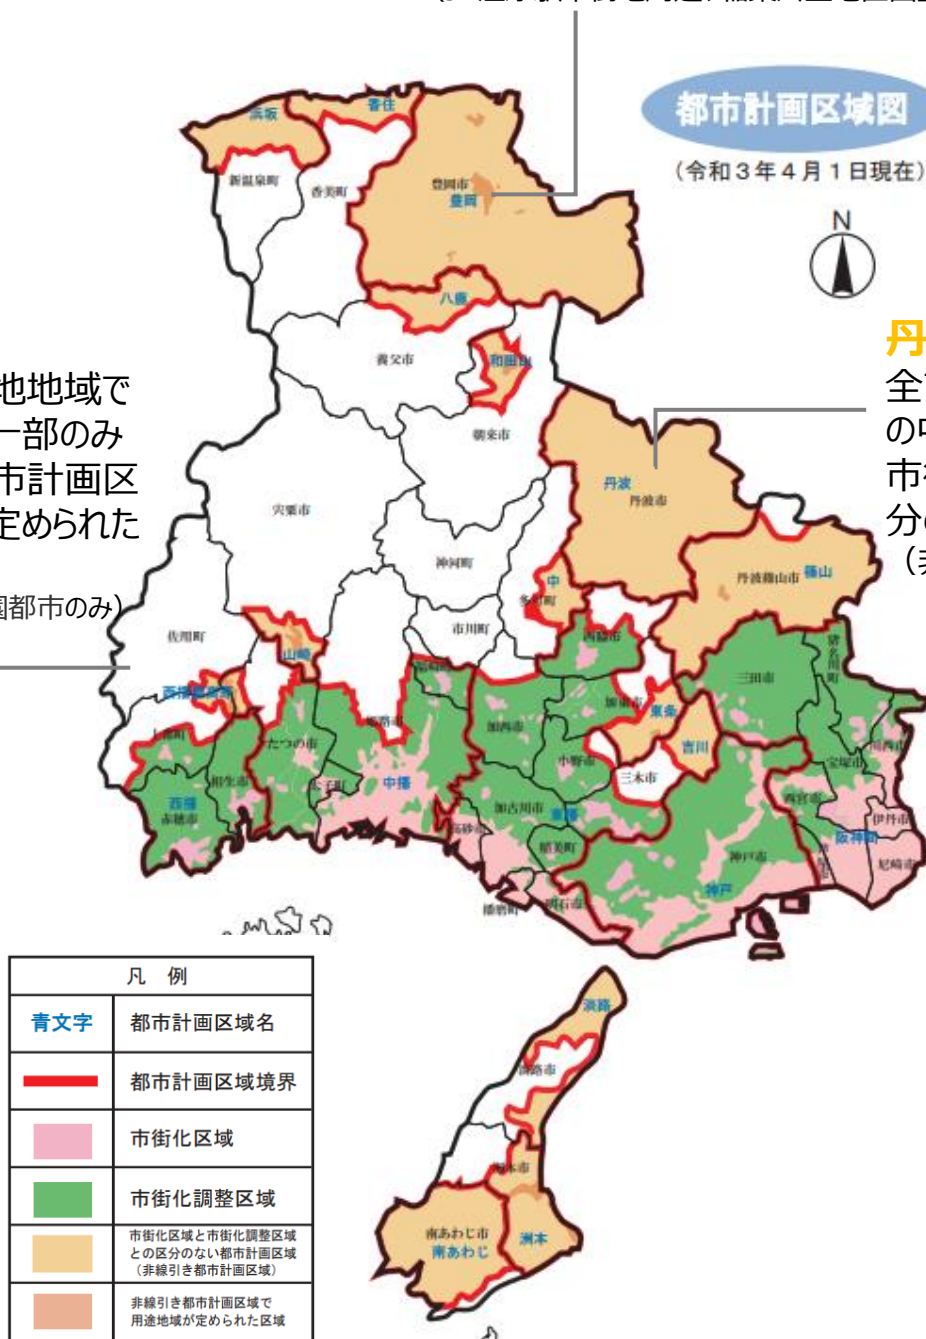 都市計画区域図
（令和３年４月１日現在）
N
浜坂
香住
新温泉町
香美町
豊岡市
豊岡
八鹿
養父市
和田山
朝来市
丹
全
の中
市街
分の
（非
地地域で
一部のみ
市計画区
定められた
園都市のみ）
宍粟市
丹波
丹波市
神河町
中
多可町
丹波篠山市
篠山
市川町
佐用町
山崎
西脇市
猪名川町
三田市
福崎町
加東市
東条
上郡町
姫路市
加西市
たつの市
吉川
川西市
小野市
宝塚市
相生市
太子町
中播
三木市
西宮市
西播
赤穂市
加古川市
東播
伊丹市
高砂市
阪神間
稲美町
神戸市
尼崎市
神戸
播磨町
明石市
凡 例
青文字
都市計画区域名
都市計画区域境界
市街化区域
市街化調整区域
市街化区域と市街化調整区域
との区分のない都市計画区域
（非線引き都市計画区域）
非線引き都市計画区域で
用途地域が定められた区域
淡路
淡路市
洲本市
南あわじ市
南あわじ
洲本